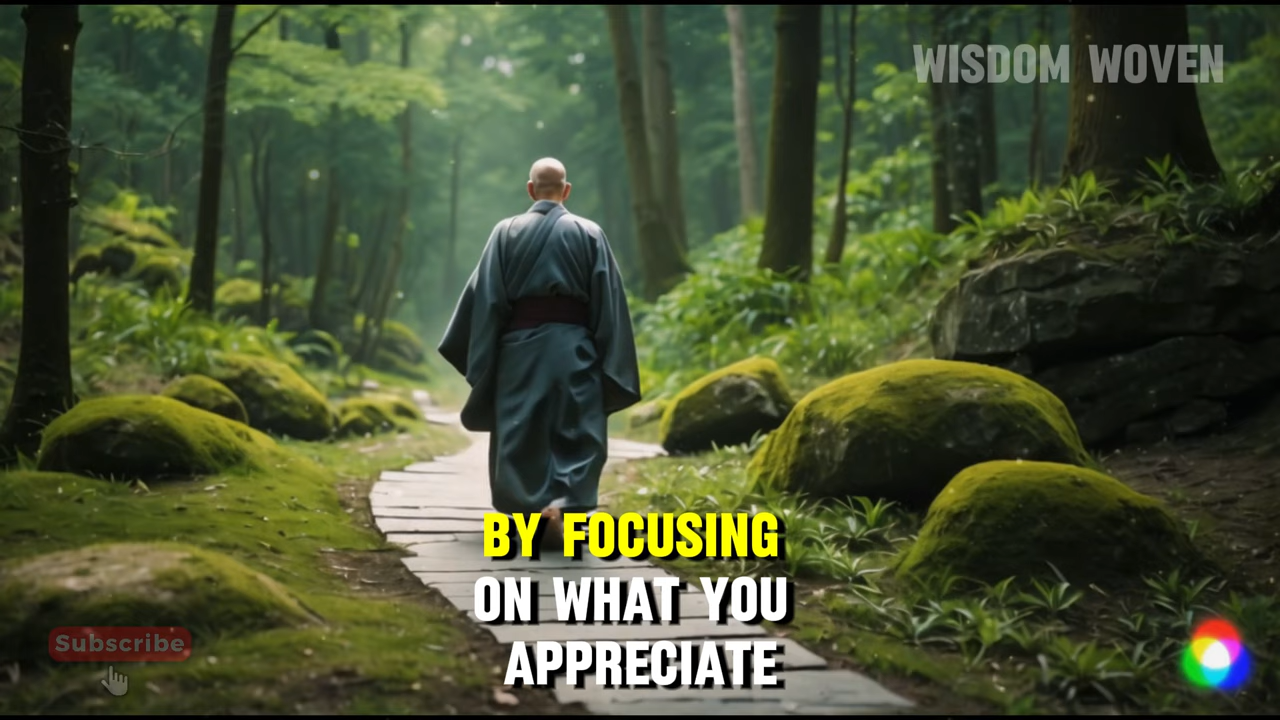 WISDOM WOVEN
BY FOCUSING
ON WHAT YOU
APPRECIATE
Subscribe